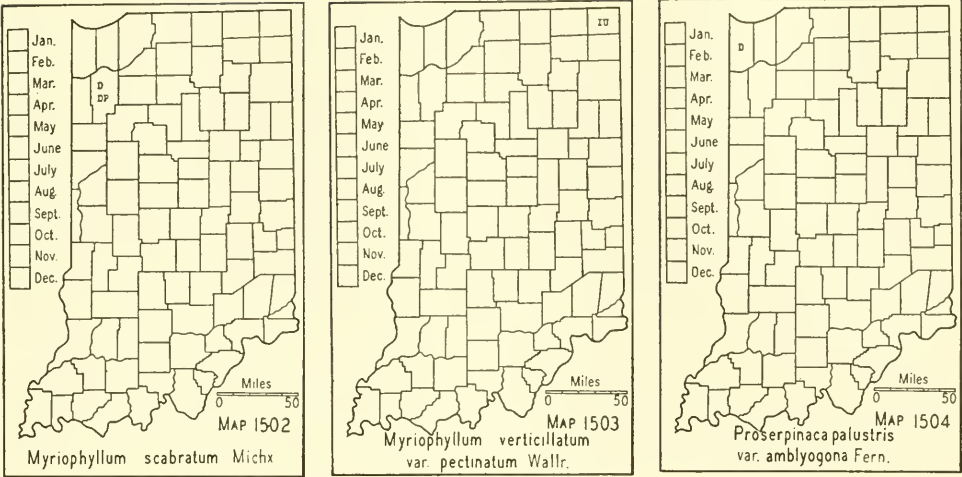 Jan.
Feb.
Mar.
Apr.
May
June
July
Aug.
Sept.
Oct.
Nov.
Dec.
D
DP
Miles
0 50
MAP 1502
Myriophyllum scabratum Michx
Jan.
Feb.
Mar.
Apr.
May
June
July
Aug.
Sept.
Oct.
Nov.
Dec.
IU
Miles
0 50
MAP 1503
Myriophyllum verticillatum
var. pectinatum Wallr.
Jan.
Feb.
Mar.
Apr.
May
June
July
Aug.
Sept.
Oct.
Nov.
Dec.
D
Miles
0 50
MAP 1504
Proserpinaca palustris
var. amblyogona Fern.